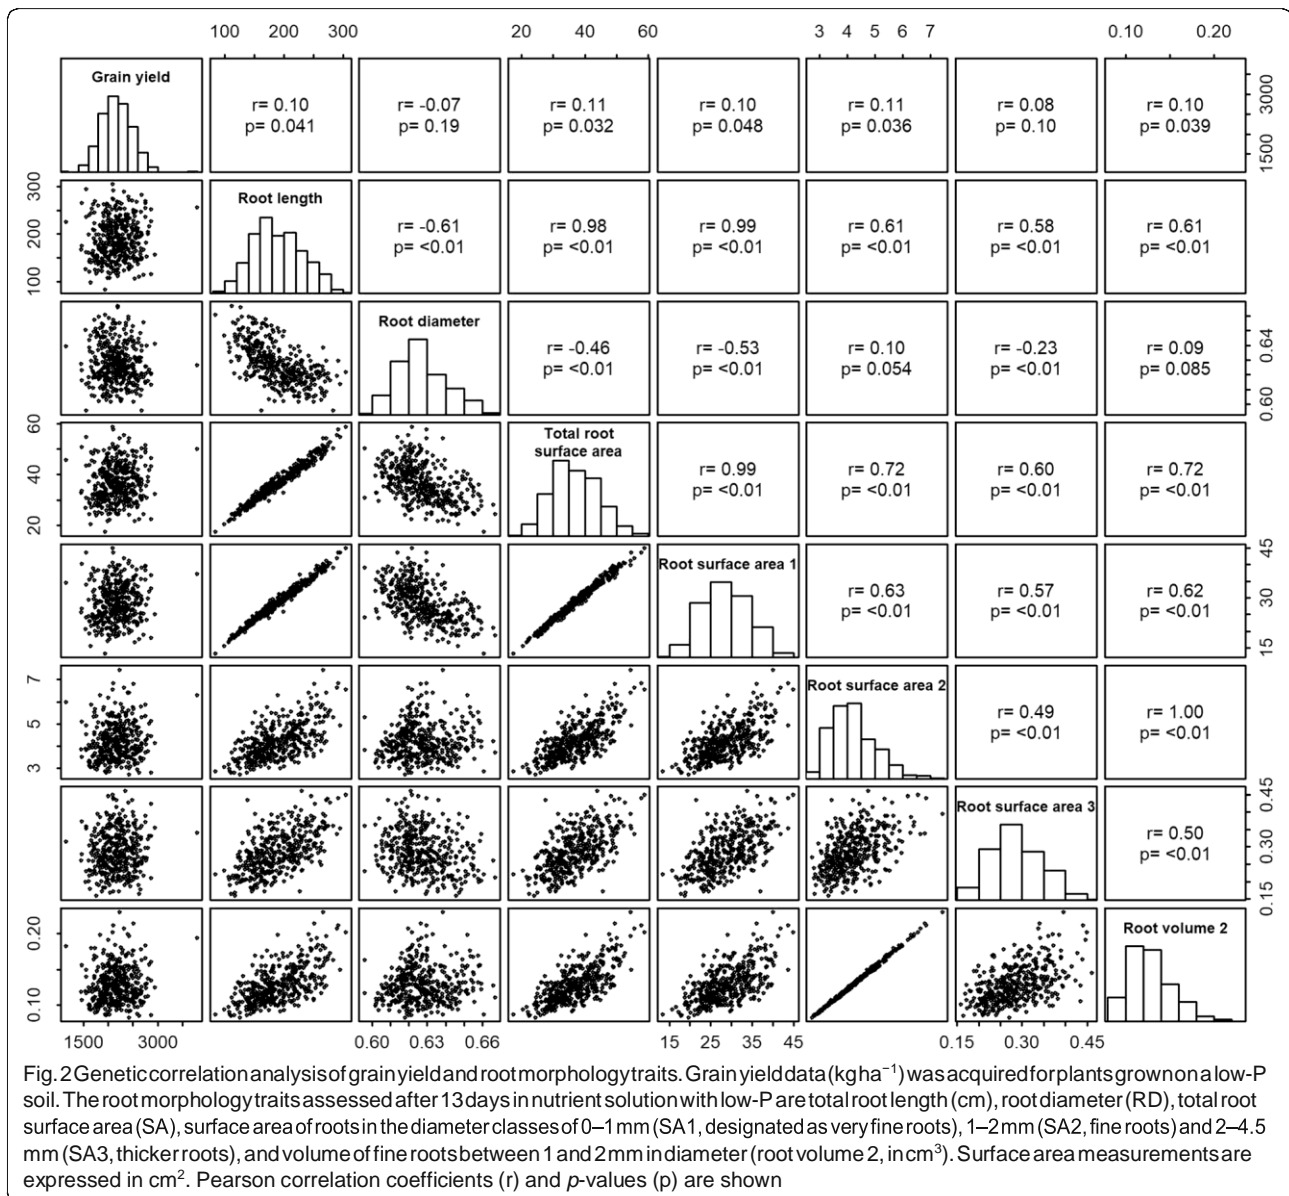 100 200 300 20 40 60 3 4 5 6 7 0.10 0.20
Grain yield
r= 0.10 r= -0.07 r= 0.11 r= 0.10 r= 0.11 r= 0.08 r= 0.10
p= 0.041 p= 0.19 p= 0.032 p= 0.048 p= 0.036 p= 0.10 p= 0.039
1500 3000
100 200 300
Root length
r= -0.61 r= 0.98 r= 0.99 r= 0.61 r= 0.58 r= 0.61
p= <0.01 p= <0.01 p= <0.01 p= <0.01 p= <0.01 p= <0.01
Root diameter
r= -0.46 r= -0.53 r= 0.10 r= -0.23 r= 0.09
p= <0.01 p= <0.01 p= 0.054 p= <0.01 p= 0.085
0.60 0.64
20 40 60
Total root
surface area
r= 0.99 r= 0.72 r= 0.60 r= 0.72
p= <0.01 p= <0.01 p= <0.01 p= <0.01
Root surface area 1
r= 0.63 r= 0.57 r= 0.62
p= <0.01 p= <0.01 p= <0.01
15 30 45
3 5 7
Root surface area 2
r= 0.49 r= 1.00
p= <0.01 p= <0.01
Root surface area 3
r= 0.50
p= <0.01
0.15 0.30 0.45
0.10 0.20
Root volume 2
1500 3000 0.60 0.63 0.66 15 25 35 45 0.15 0.30 0.45
Fig. 2 Genetic correlation analysis of grain yield and root morphology traits. Grain yield data (kg ha⁻¹) was acquired for plants grown on a low-P
soil. The root morphology traits assessed after 13 days in nutrient solution with low-P are total root length (cm), root diameter (RD), total root
surface area (SA), surface area of roots in the diameter classes of 0–1 mm (SA1, designated as very fine roots), 1–2 mm (SA2, fine roots) and 2–4.5
mm (SA3, thicker roots), and volume of fine roots between 1 and 2 mm in diameter (root volume 2, in cm³). Surface area measurements are
expressed in cm². Pearson correlation coefficients (r) and p-values (p) are shown